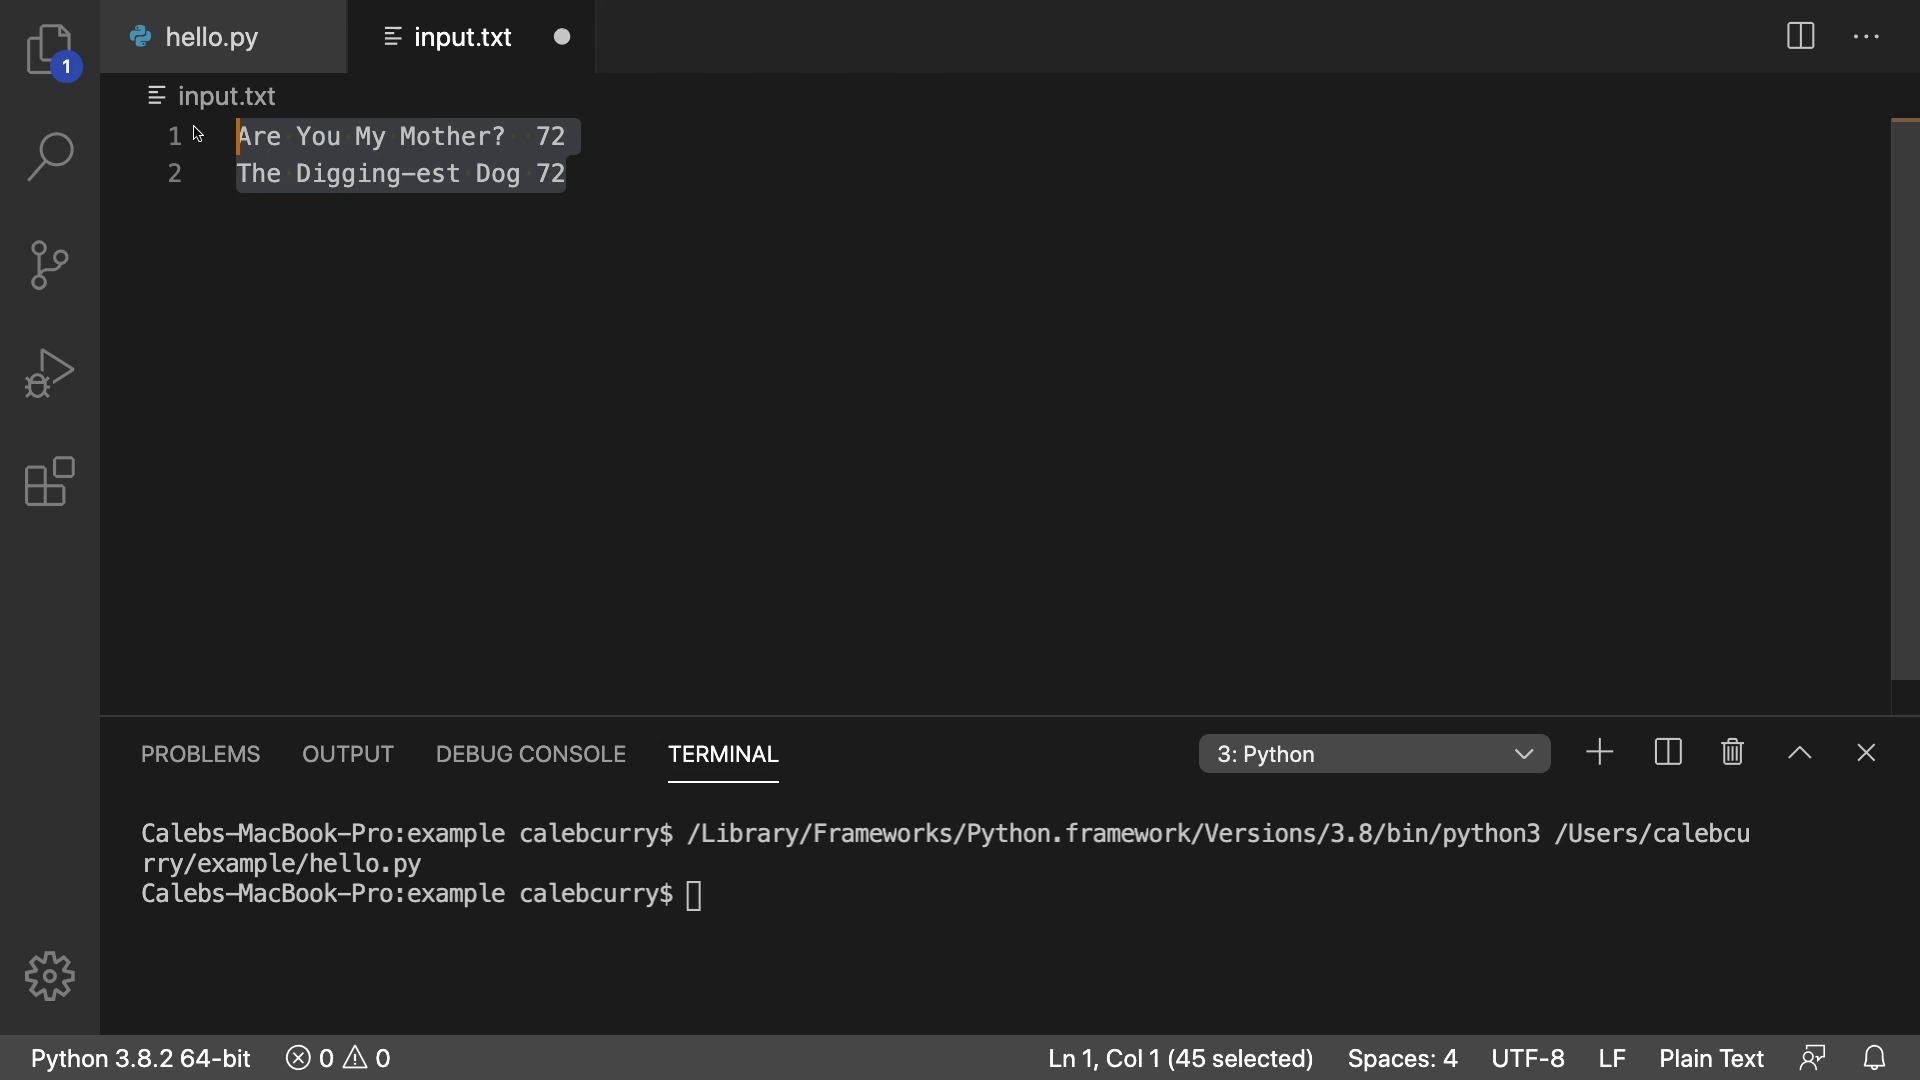 hello.py
input.txt
1
input.txt
1 Are You My Mother?  72
2 The Digging-est Dog 72
PROBLEMS OUTPUT DEBUG CONSOLE TERMINAL 3: Python
Calebs-MacBook-Pro:example calebcurry$ /Library/Frameworks/Python.framework/Versions/3.8/bin/python3 /Users/calebcu
rry/example/hello.py
Calebs-MacBook-Pro:example calebcurry$
Python 3.8.2 64-bit 0 0 Ln 1, Col 1 (45 selected) Spaces: 4 UTF-8 LF Plain Text